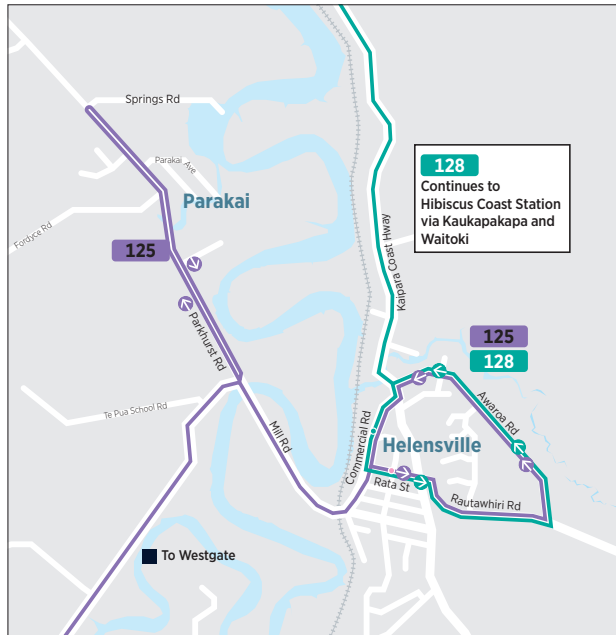 Springs Rd
Parakai
Ave
Parakai
Fordyce Rd
125
Parkhurst Rd
128
Continues to
Hibiscus Coast Station
via Kaukapakapa and
Waitoki
Kaipara Coast Hwy
125
128
Awaroa Rd
Te Pua School Rd
Mill Rd
Commercial Rd
Helensville
Rata St
Rautawhiri Rd
To Westgate